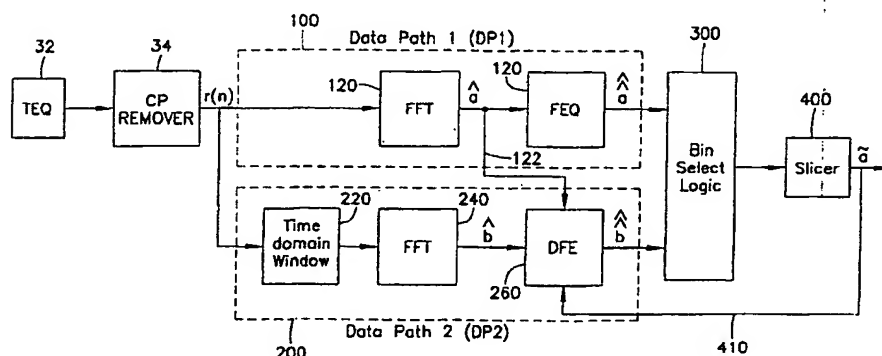 100
Data Path 1 (DP1)
32
TEQ
34
CP
REMOVER
r(n)
120
FFT
^
a
120
FEQ
^
^
a
122
300
Bin
Select
Logic
400
Slicer
~
a
220
Time
domain
Window
240
FFT
^
b
DFE
260
^
^
b
200
Data Path 2 (DP2)
410